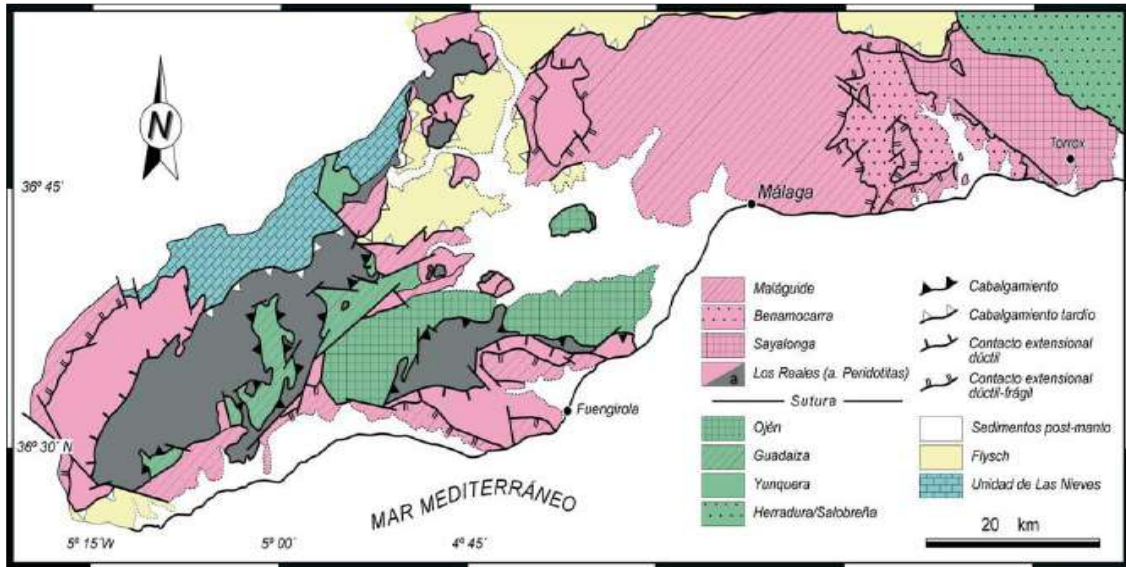 N
Torrox
36º 45'
Málaga
Maláguide
Benamocarra
Sayalonga
Los Reales (a. Peridotitas)
a
Sutura
Ojén
Guadaiza
Yunquera
Herradura/Salobreña
Cabalgamiento
Cabalgamiento tardío
Contacto extensional
dúctil
Contacto extensional
dúctil-frágil
Sedimentos post-manto
Flysch
Unidad de Las Nieves
Fuengirola
36º 30' N
MAR MEDITERRÁNEO
20 km
5º 15'W
5º 00'
4º 45'